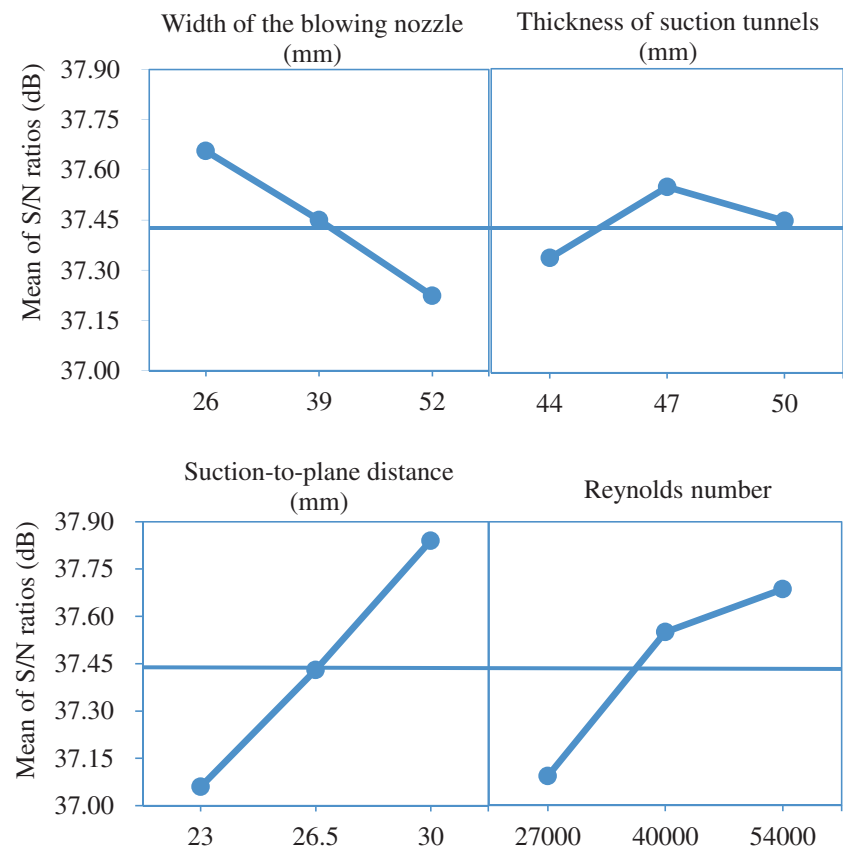 Width of the blowing nozzle
(mm)
Thickness of suction tunnels
(mm)
Mean of S/N ratios (dB)
37.90
37.75
37.60
37.45
37.30
37.15
37.00
26 39 52
44 47 50
Suction-to-plane distance
(mm)
Reynolds number
Mean of S/N ratios (dB)
37.90
37.75
37.60
37.45
37.30
37.15
37.00
23 26.5 30
27000 40000 54000